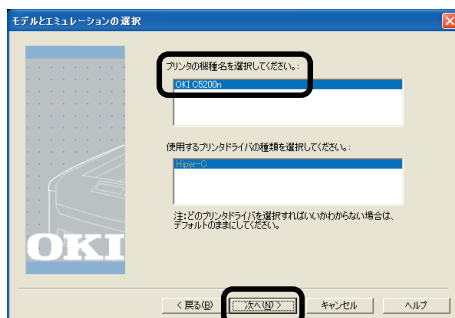 モデルとエミュレーションの選択
プリンタの機種名を選択してください。:
OKI C5200n
使用するプリンタドライバの種類を選択してください。:
Hiper-C
注:どのプリンタドライバを選択すればいいかわからない場合は、
デフォルトのままにしてください。
OKI
< 戻る(B)
次へ(N) >
キャンセル
ヘルプ